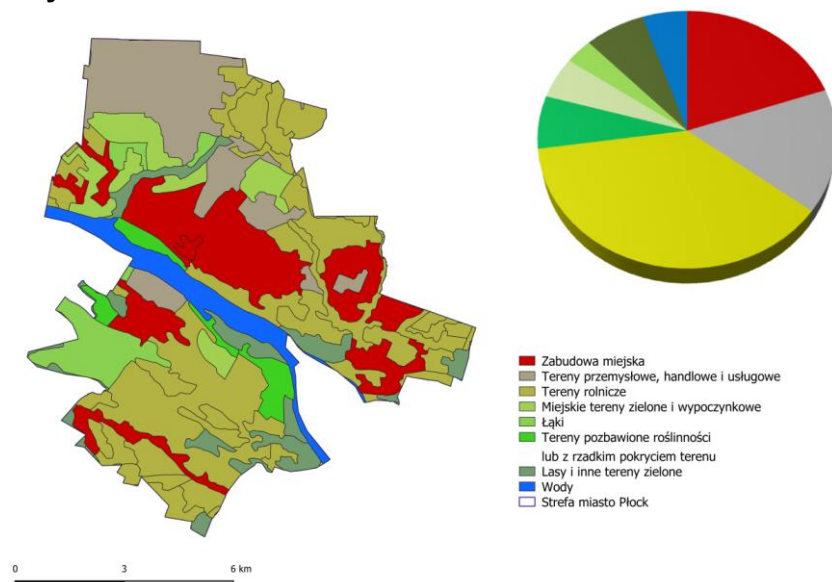 Zabudowa miejska
Tereny przemysłowe, handlowe i usługowe
Tereny rolnicze
Miejskie tereny zielone i wypoczynkowe
Łąki
Tereny pozbawione roślinności
lub z rzadkim pokryciem terenu
Lasy i inne tereny zielone
Wody
Strefa miasto Płock
0 3 6 km